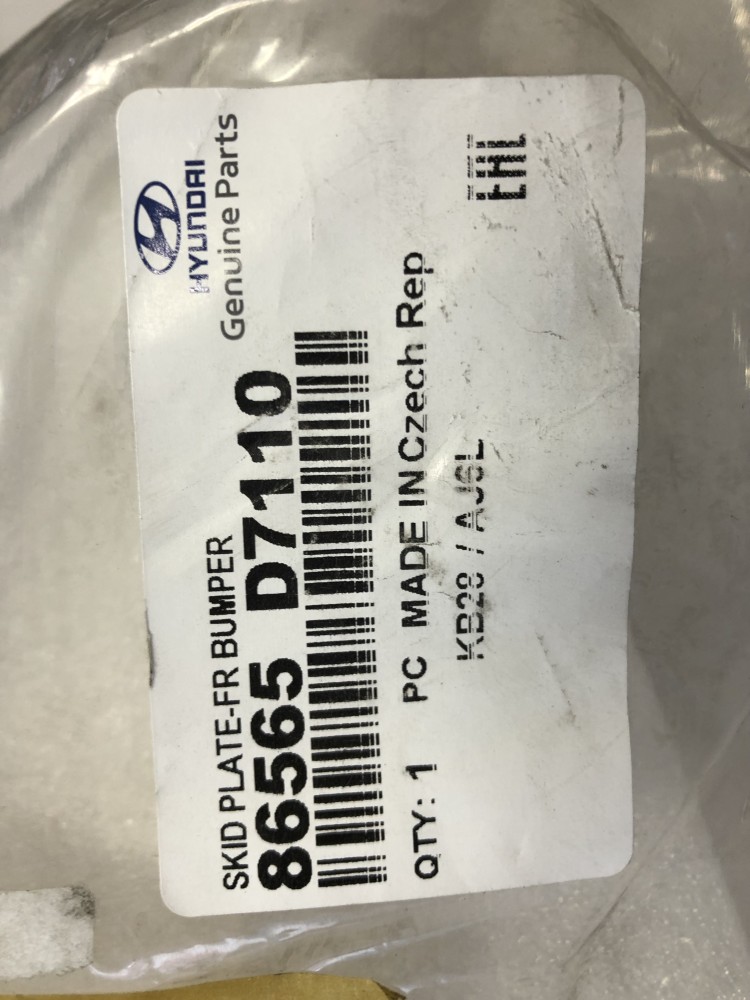 HYUNDAI
Genuine Parts
SKID PLATE-FR BUMPER
86565 D7110
QTY: 1 PC MADE IN Czech Rep
EAC